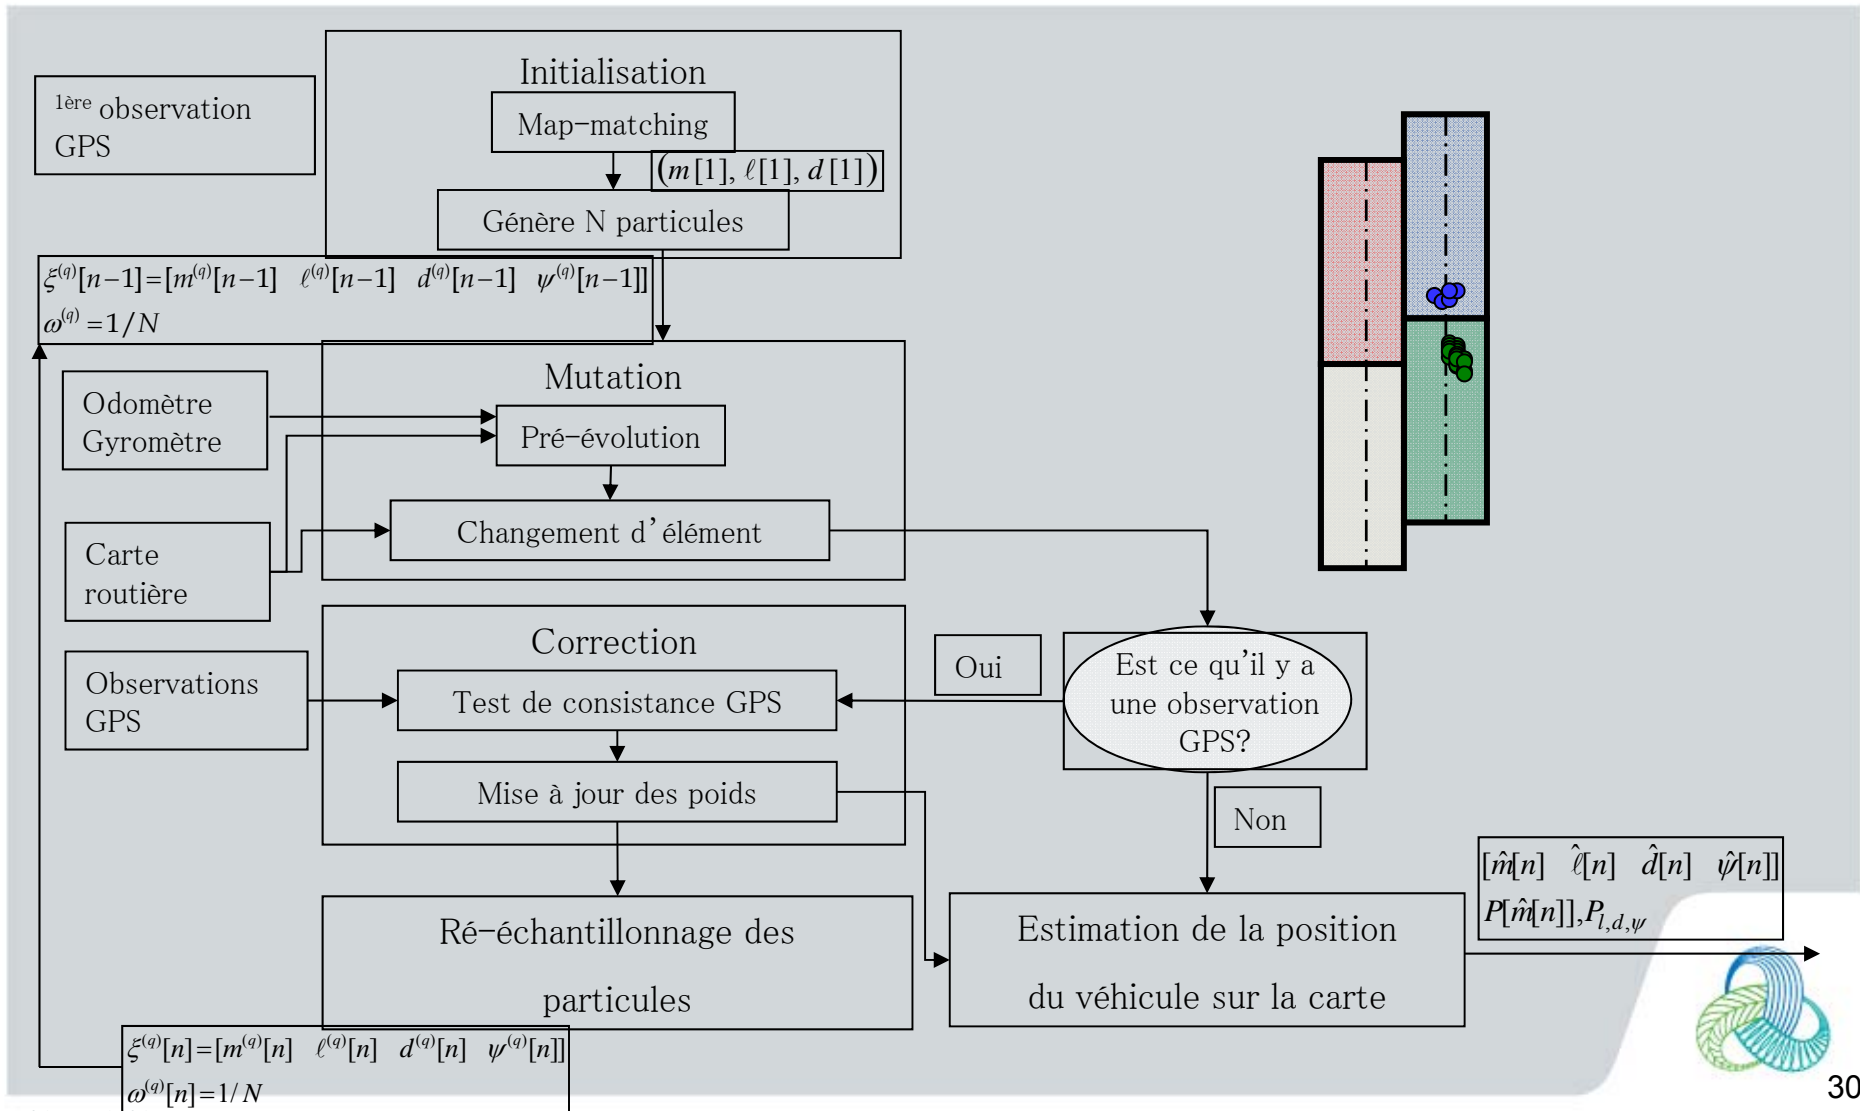 Initialisation
1ère observation
GPS
Map-matching
(m[1], ℓ[1], d[1])
Génère N particules
ξ^(q)[n-1]=[m^(q)[n-1] ℓ^(q)[n-1] d^(q)[n-1] ψ^(q)[n-1]]
ω^(q) = 1/N
Mutation
Odomètre
Gyromètre
Pré-évolution
Changement d'élément
Carte
routière
Correction
Oui
Est ce qu'il y a
une observation
GPS?
Observations
GPS
Test de consistance GPS
Mise à jour des poids
Non
[m̂[n] ℓ̂[n] d̂[n] ψ̂[n]]
P[m̂[n]],P_l,d,ψ
Ré-échantillonnage des
particules
Estimation de la position
du véhicule sur la carte
ξ^(q)[n]=[m^(q)[n] ℓ^(q)[n] d^(q)[n] ψ^(q)[n]]
ω^(q)[n]=1/N
30